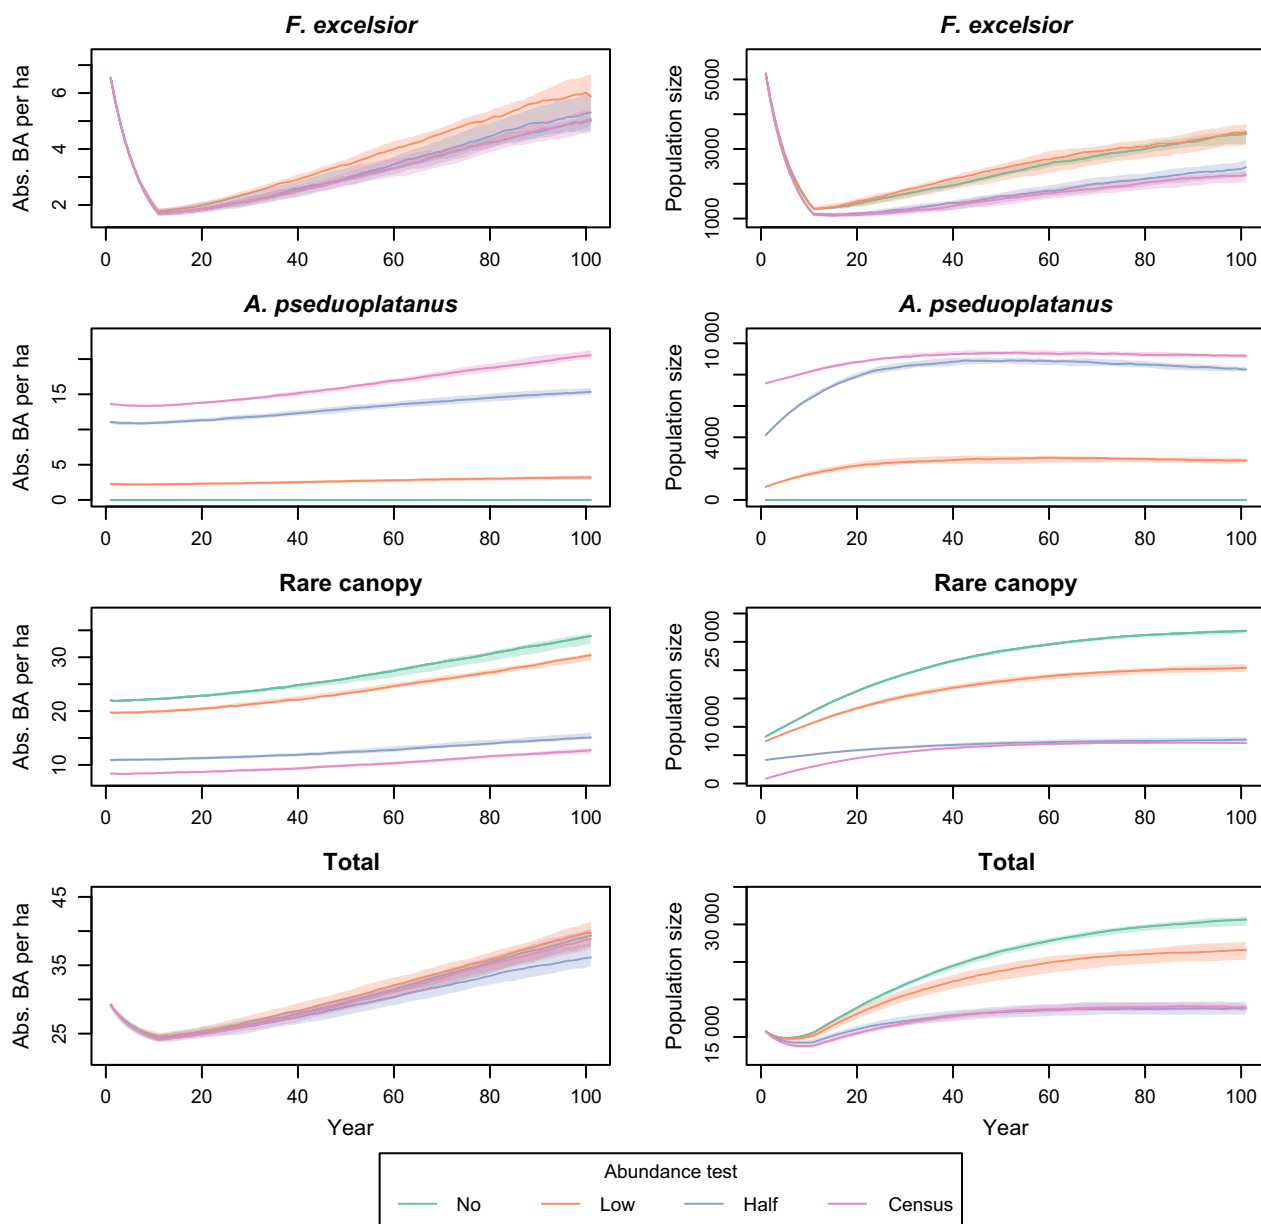 F. excelsior
F. excelsior
Abs. BA per ha
2 4 6
0 20 40 60 80 100
Population size
1000 3000 5000
0 20 40 60 80 100
A. pseduoplatanus
A. pseduoplatanus
Abs. BA per ha
0 5 15
0 20 40 60 80 100
Population size
0 4000 10 000
0 20 40 60 80 100
Rare canopy
Rare canopy
Abs. BA per ha
10 20 30
0 20 40 60 80 100
Population size
0 10 000 25 000
0 20 40 60 80 100
Total
Total
Abs. BA per ha
25 35 45
0 20 40 60 80 100
Year
Population size
15 000 30 000
0 20 40 60 80 100
Year
Abundance test
No Low Half Census